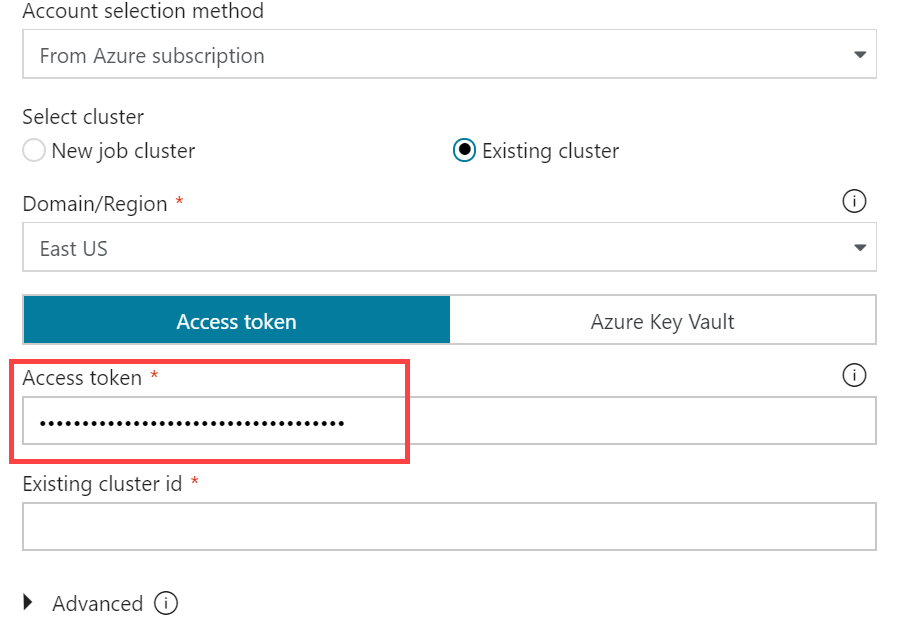 Account selection method
From Azure subscription
Select cluster
New job cluster Existing cluster
Domain/Region *
East US
Access token Azure Key Vault
Access token *
••••••••••••••••••••••••••••••••••••
Existing cluster id *
Advanced